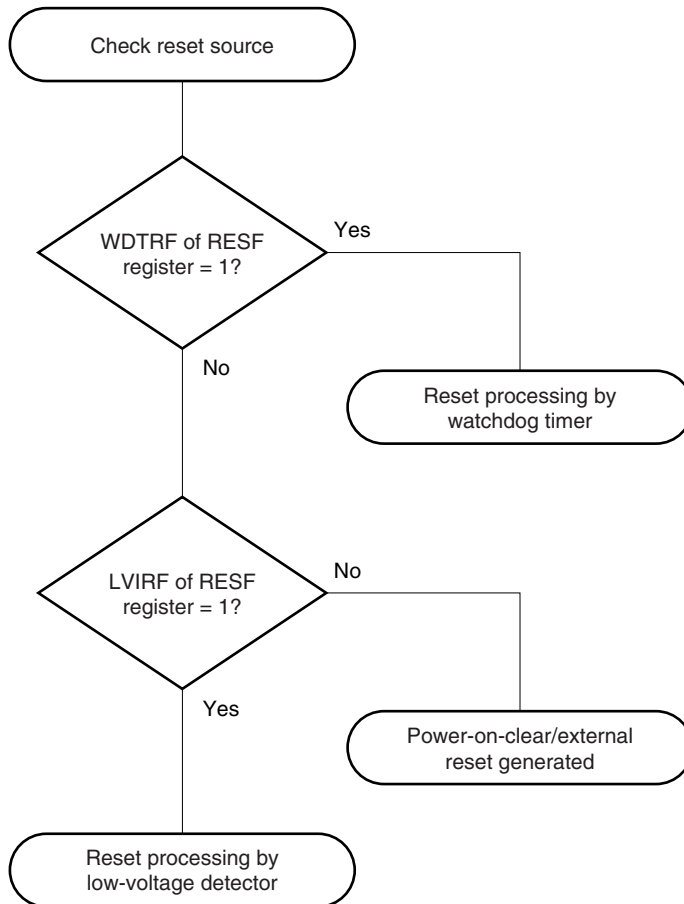 Check reset source
WDTRF of RESF
register = 1?
Yes
No
Reset processing by
watchdog timer
LVIRF of RESF
register = 1?
No
Yes
Power-on-clear/external
reset generated
Reset processing by
low-voltage detector